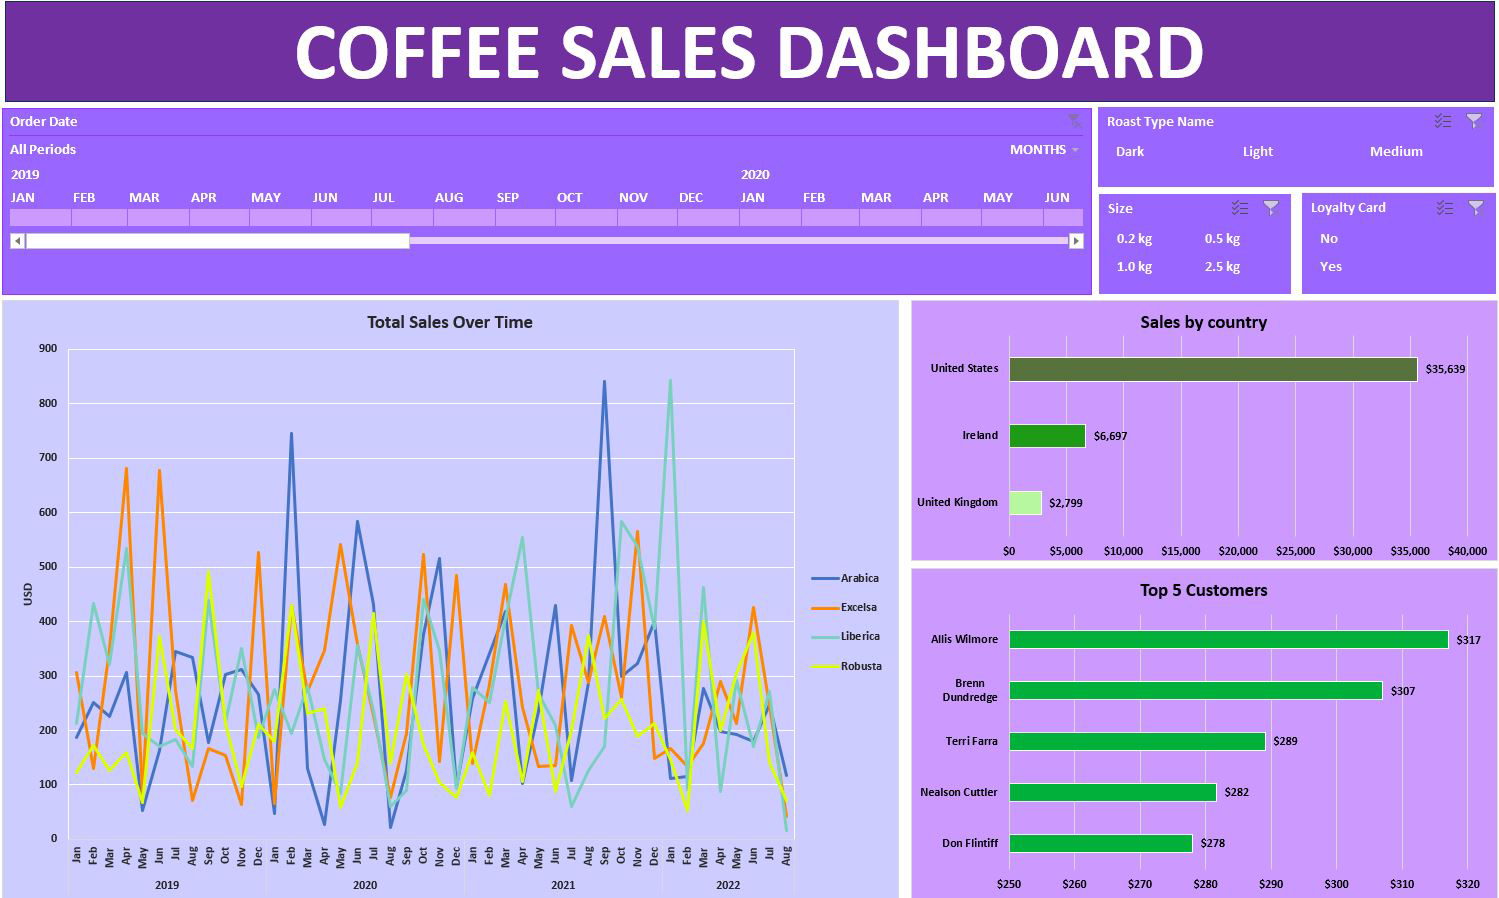 COFFEE SALES DASHBOARD
Order Date
All Periods
MONTHS
2019 2020
JAN FEB MAR APR MAY JUN JUL AUG SEP OCT NOV DEC JAN FEB MAR APR MAY JUN
Roast Type Name
Dark Light Medium
Size
0.2 kg 0.5 kg
1.0 kg 2.5 kg
Loyalty Card
No
Yes
Total Sales Over Time
900
800
700
600
500
400
300
200
100
0
USD
Jan Feb Mar Apr May Jun Jul Aug Sep Oct Nov Dec Jan Feb Mar Apr May Jun Jul Aug Sep Oct Nov Dec Jan Feb Mar Apr May Jun Jul Aug Sep Oct Nov Dec Jan Feb Mar Apr May Jun Jul Aug
2019 2020 2021 2022
Arabica
Excelsa
Liberica
Robusta
Sales by country
United States $35,639
Ireland $6,697
United Kingdom $2,799
$0 $5,000 $10,000 $15,000 $20,000 $25,000 $30,000 $35,000 $40,000
Top 5 Customers
Allis Wilmore $317
Brenn
Dundredge $307
Terri Farra $289
Nealson Cuttler $282
Don Flintiff $278
$250 $260 $270 $280 $290 $300 $310 $320